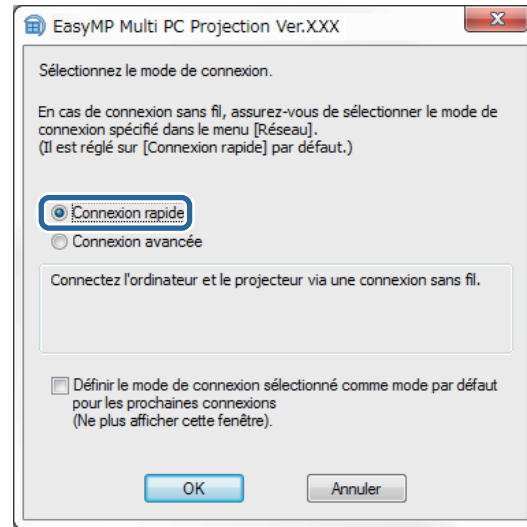 EasyMP Multi PC Projection Ver.XXX
Sélectionnez le mode de connexion.
En cas de connexion sans fil, assurez-vous de sélectionner le mode de
connexion spécifié dans le menu [Réseau].
(Il est réglé sur [Connexion rapide] par défaut.)
Connexion rapide
Connexion avancée
Connectez l'ordinateur et le projecteur via une connexion sans fil.
Définir le mode de connexion sélectionné comme mode par défaut
pour les prochaines connexions
(Ne plus afficher cette fenêtre).
OK Annuler